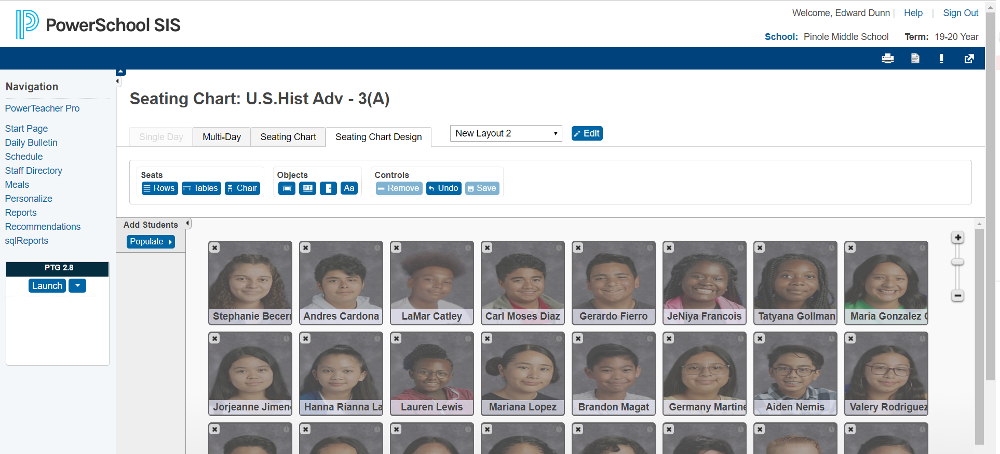 PowerSchool SIS
Welcome, Edward Dunn | Help | Sign Out
School: Pinole Middle School Term: 19-20 Year
Navigation
PowerTeacher Pro
Start Page
Daily Bulletin
Schedule
Staff Directory
Meals
Personalize
Reports
Recommendations
sqlReports
PTG 2.8
Launch
Seating Chart: U.S.Hist Adv - 3(A)
Single Day Multi-Day Seating Chart Seating Chart Design New Layout 2 Edit
Seats Objects Controls
Rows Tables Chair PT Aa Remove Undo Save
Add Students
Populate
Stephanie Becerr Andres Cardona LaMar Catley Carl Moses Diaz Gerardo Fierro JeNiya Francois Tatyana Gollman Maria Gonzalez
Jorjeanne Jimen Hanna Rianna La Lauren Lewis Mariana Lopez Brandon Magat Germany Martine Aiden Nemis Valery Rodriguez